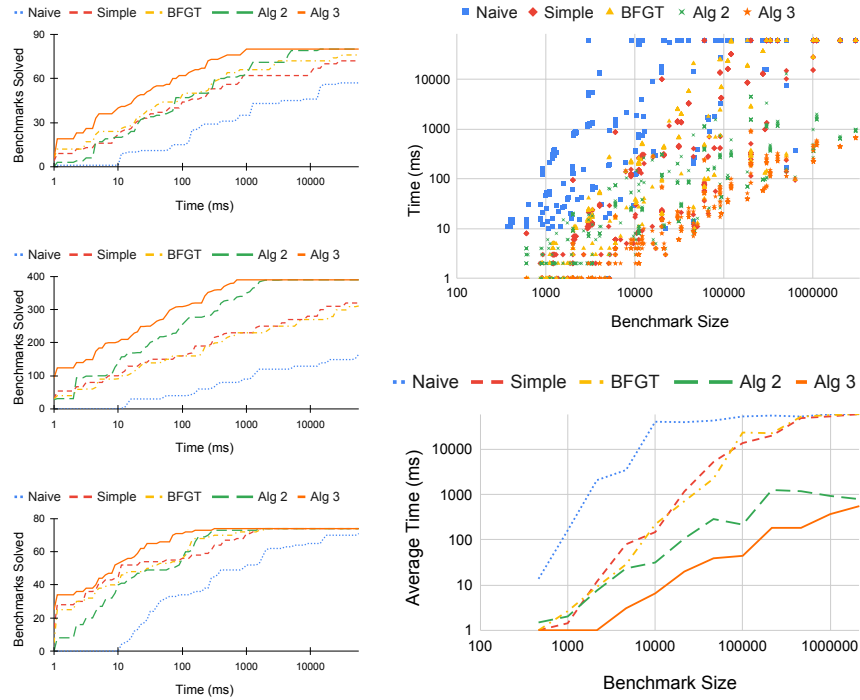 Naive Simple BFGT Alg 2 Alg 3
Benchmarks Solved
90
60
30
0
1 10 100 1000 10000
Time (ms)
Naive Simple BFGT Alg 2 Alg 3
Benchmarks Solved
400
300
200
100
0
1 10 100 1000 10000
Time (ms)
Naive Simple BFGT Alg 2 Alg 3
Benchmarks Solved
80
60
40
20
0
1 10 100 1000 10000
Time (ms)
Naive Simple BFGT Alg 2 Alg 3
Time (ms)
10000
1000
100
10
1
100 1000 10000 100000 1000000
Benchmark Size
Naive Simple BFGT Alg 2 Alg 3
Average Time (ms)
10000
1000
100
10
1
100 1000 10000 100000 1000000
Benchmark Size